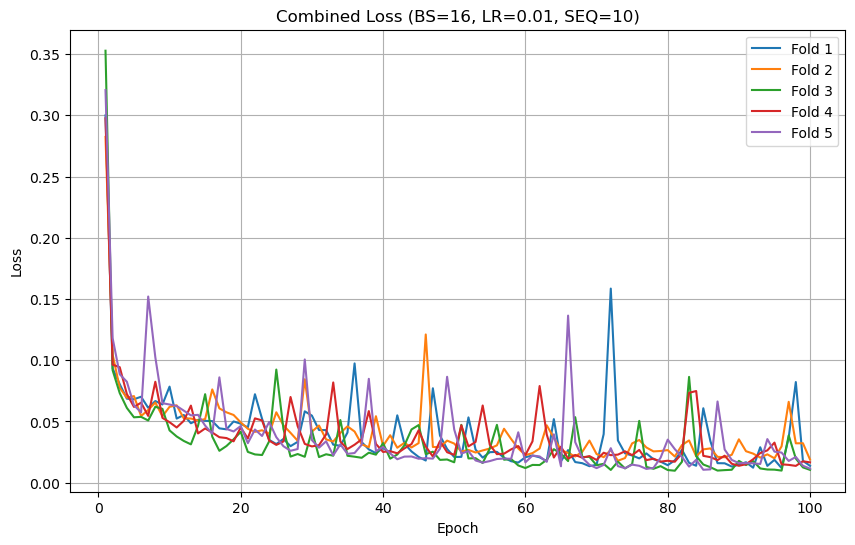 Combined Loss (BS=16, LR=0.01, SEQ=10)
Fold 1
Fold 2
Fold 3
Fold 4
Fold 5
Loss
0.35
0.30
0.25
0.20
0.15
0.10
0.05
0.00
0
20
40
60
80
100
Epoch